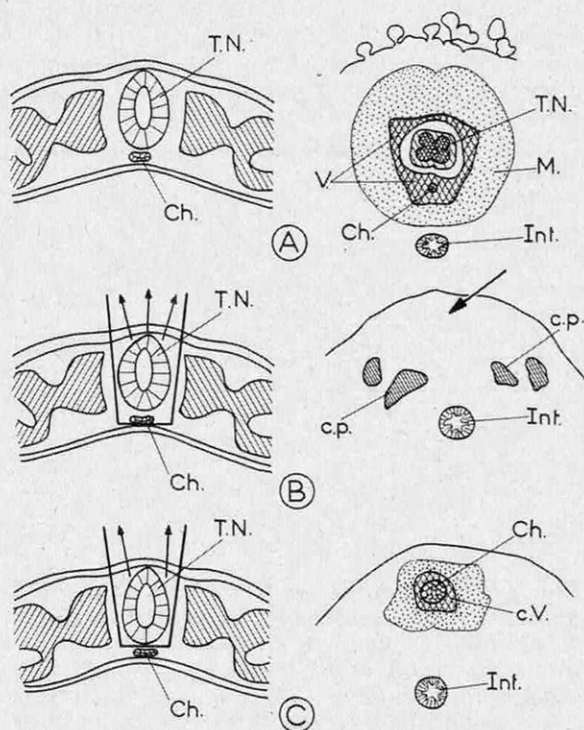 T.N.
Ch.
T.N.
V.
M.
Ch.
Int.
A
T.N.
Ch.
c.p.
c.p.
Int.
B
T.N.
Ch.
Ch.
c.V.
Int.
C